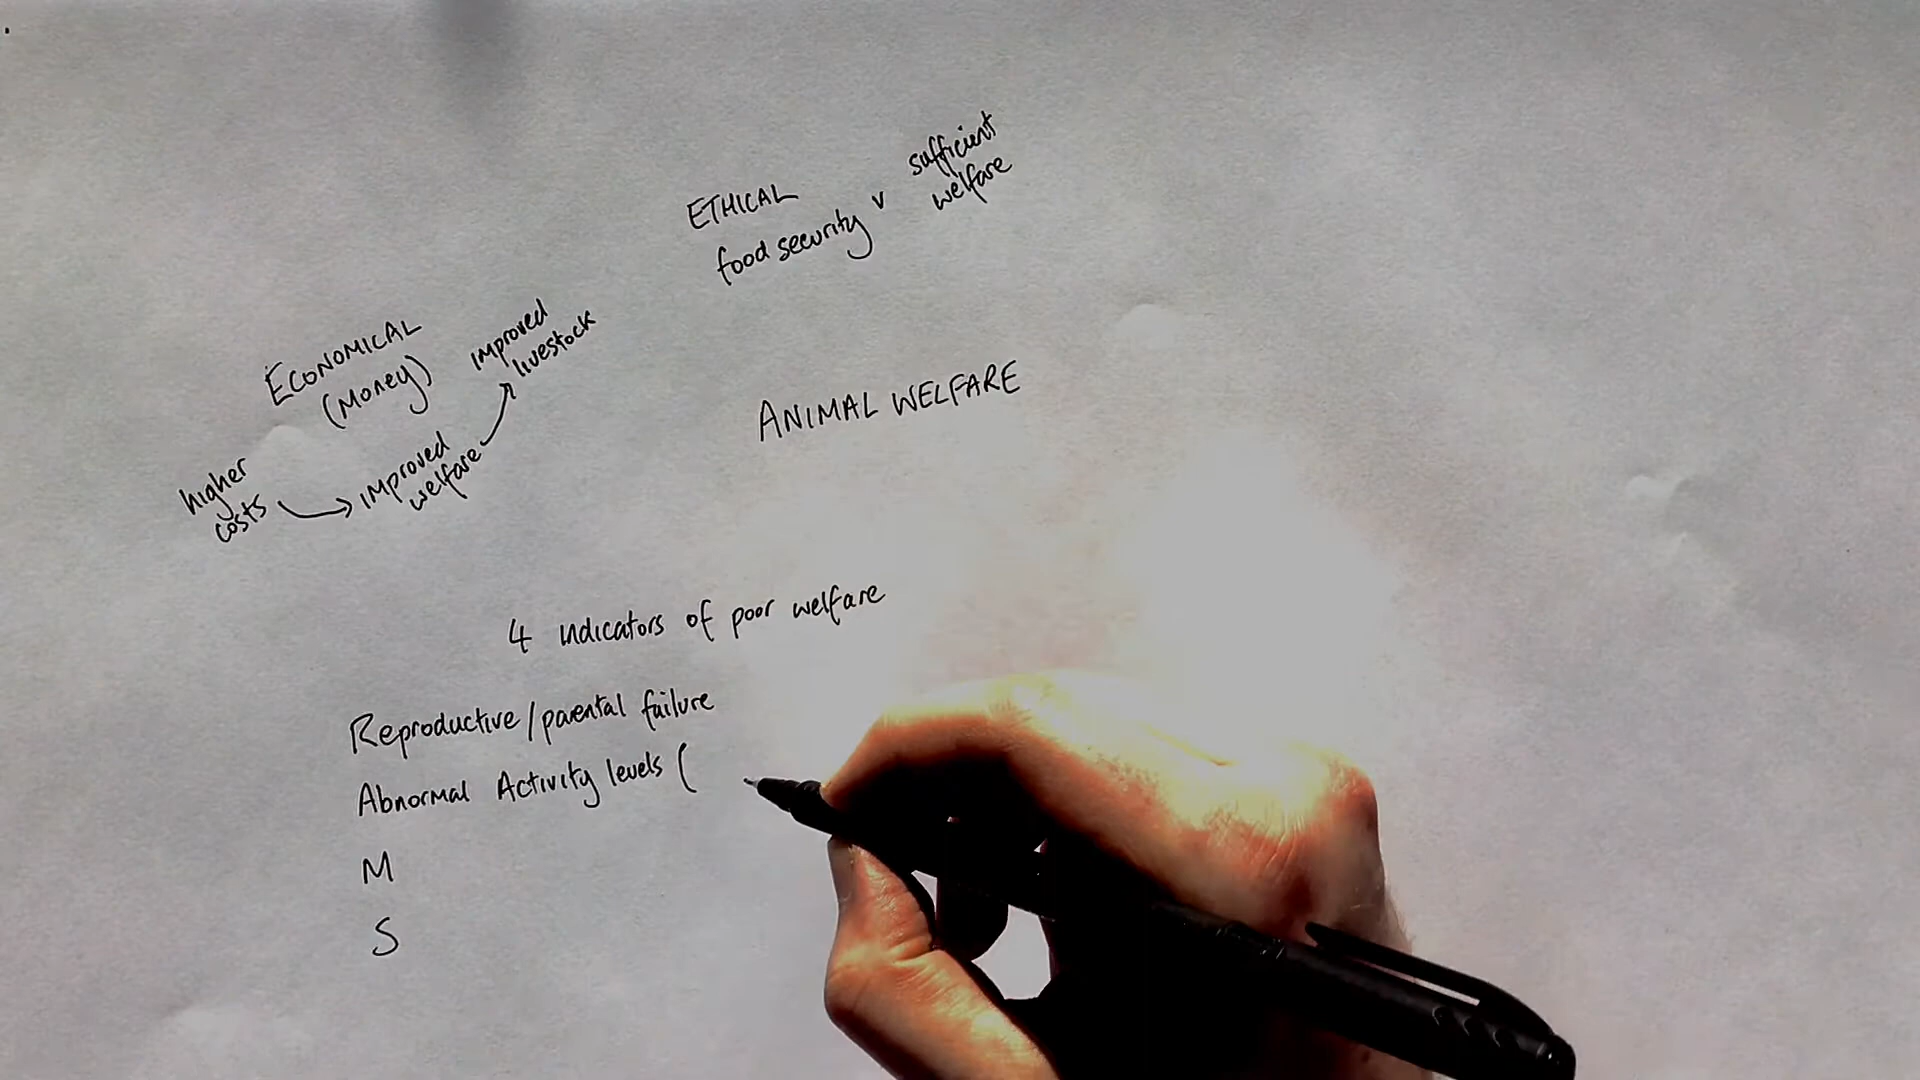 ETHICAL
food security v sufficient
welfare
ECONOMICAL
(Money)
higher
costs
improved
welfare
improved
livestock
ANIMAL WELFARE
4 indicators of poor welfare
Reproductive/parental failure
Abnormal Activity levels (
M
S